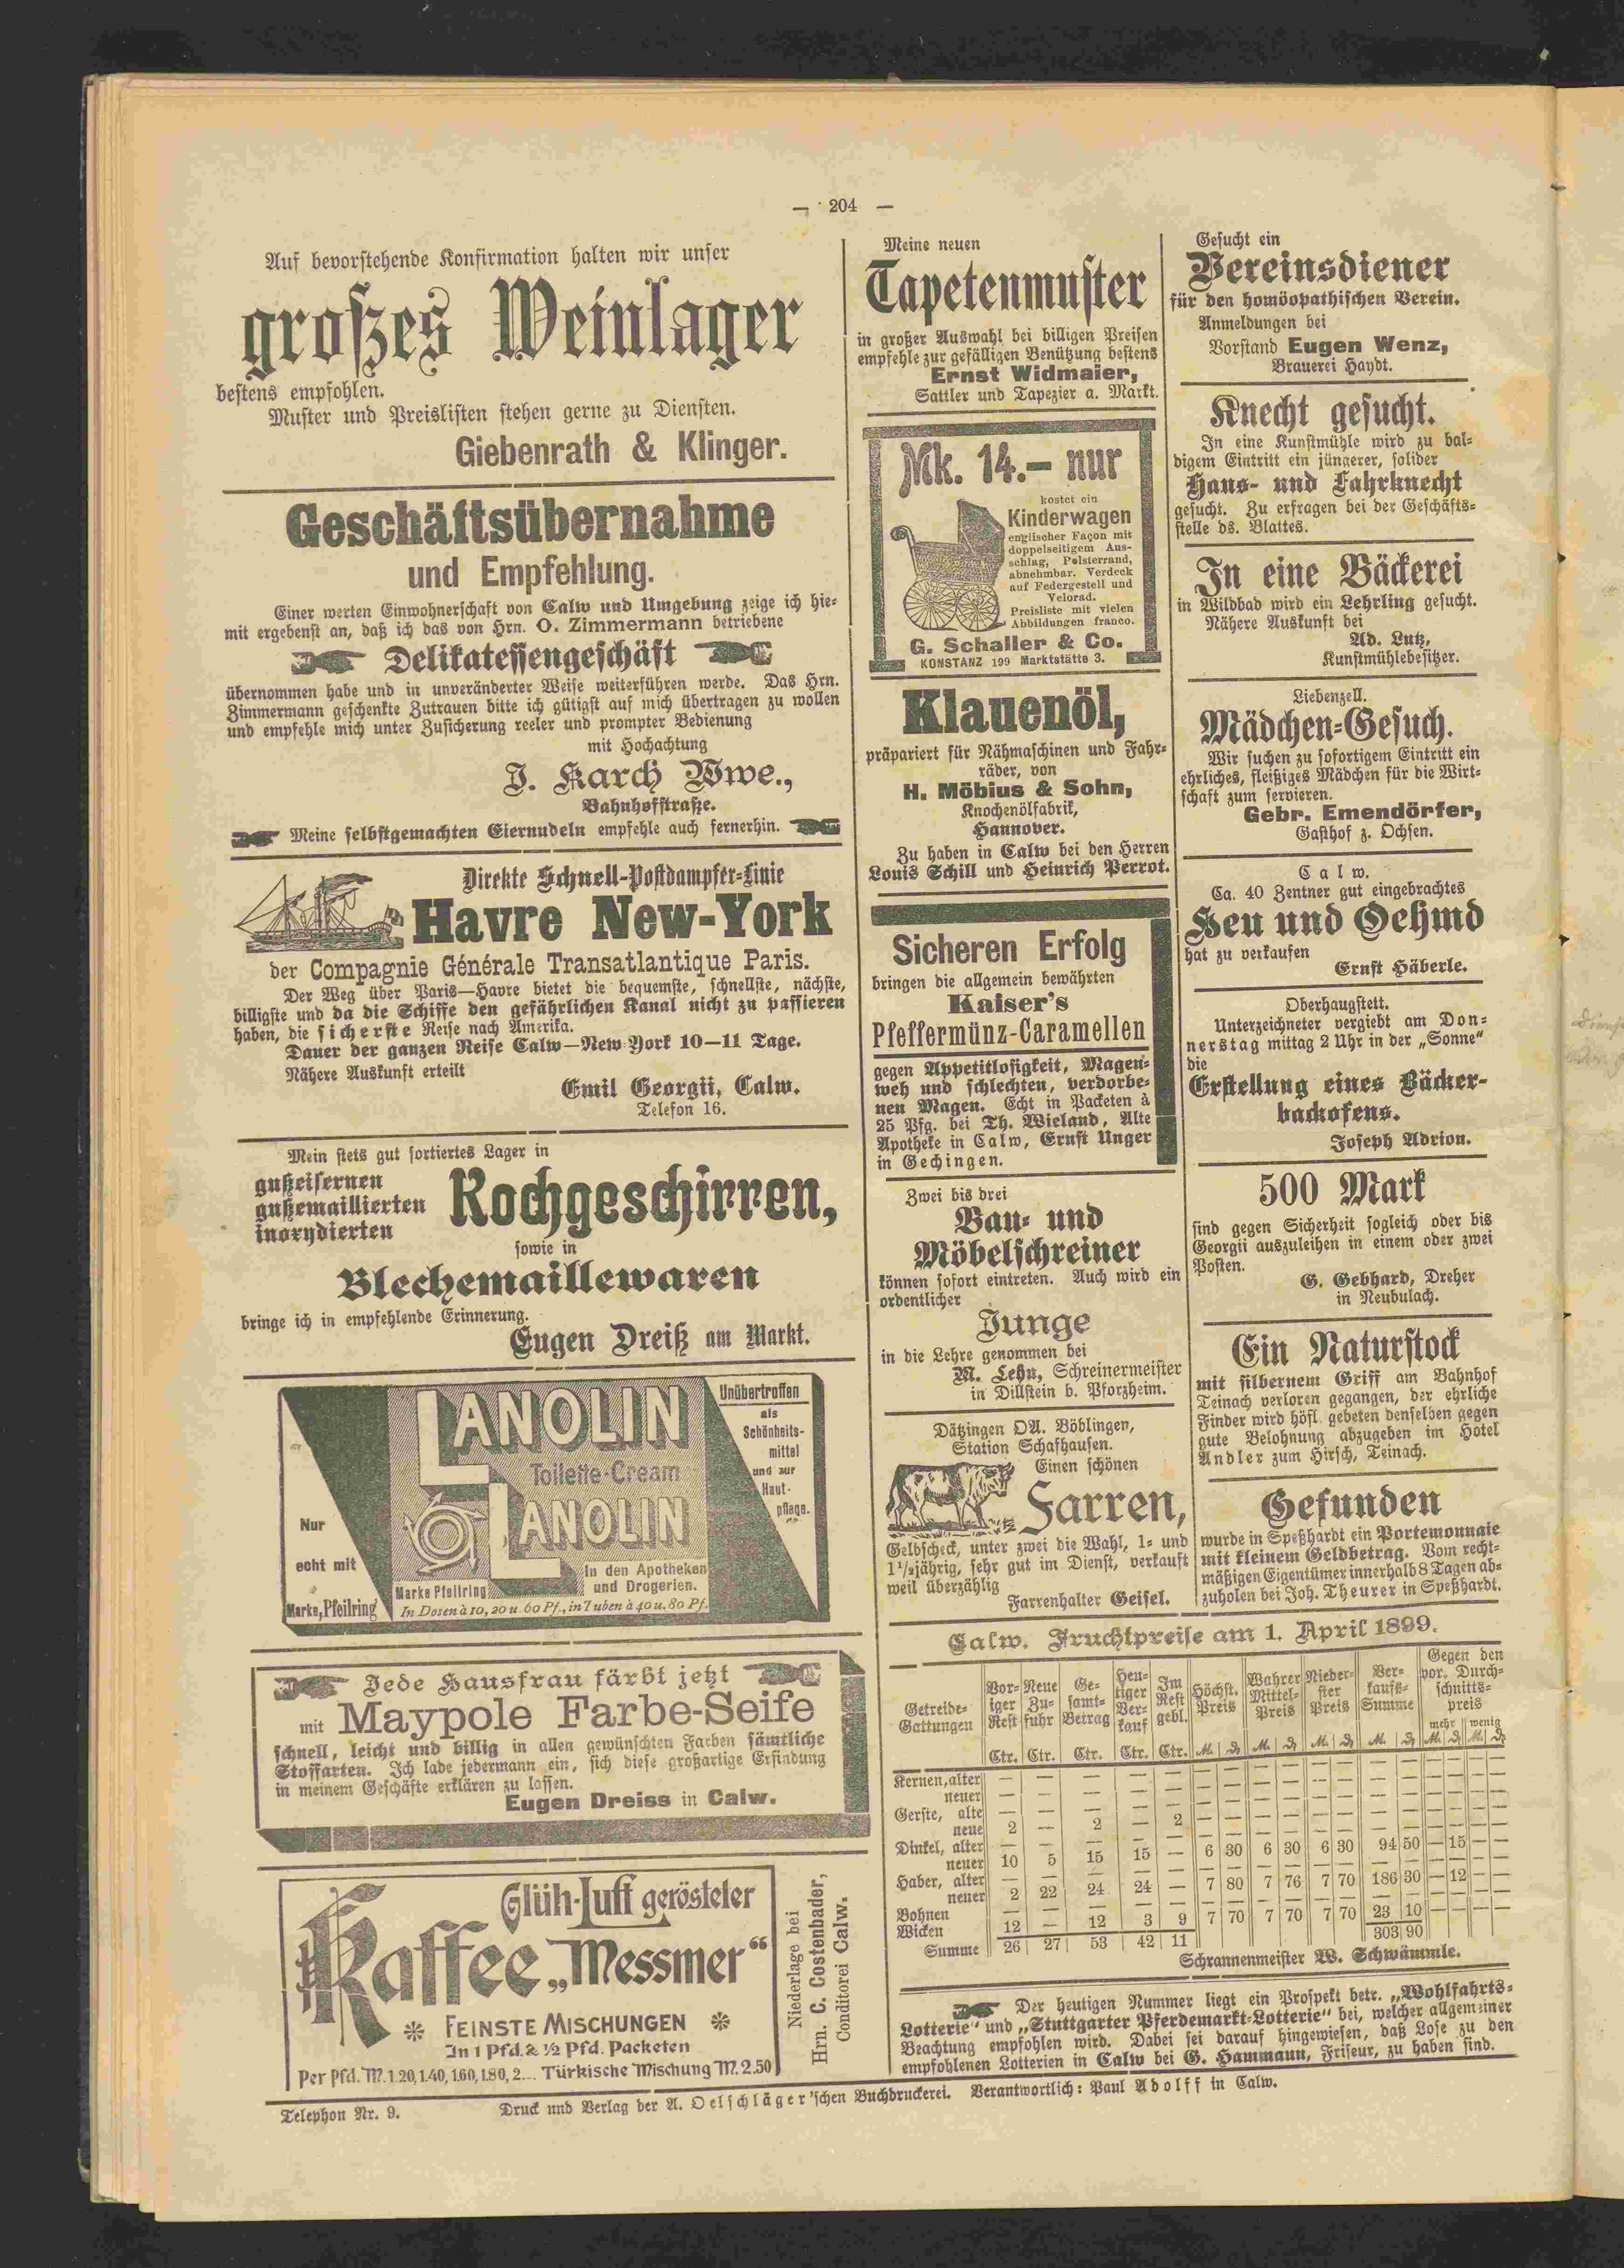 — 204 —
Auf bevorstehende Konfirmation halten wir unser
großes Weinlager
bestens empfohlen.
Muster und Preislisten stehen gerne zu Diensten.
Giebenrath & Klinger.
Geschäftsübernahme
und Empfehlung.
Einer werten Einwohnerschaft von Calw und Umgebung zeige ich hie-
mit ergebenst an, daß ich das von Hrn. O. Zimmermann betriebene
Delikatessengeschäft
übernommen habe und in unveränderter Weise weiterführen werde. Das Hrn.
Zimmermann geschenkte Zutrauen bitte ich gütigst auf mich übertragen zu wollen
und empfehle mich unter Zusicherung reeler und prompter Bedienung
mit Hochachtung
J. Karch Wwe.,
Bahnhofstraße.
Meine selbstgemachten Eiernudeln empfehle auch fernerhin.
Direkte Schnell-Postdampfer-Linie
Havre New-York
der Compagnie Générale Transatlantique Paris.
Der Weg über Paris—Havre bietet die bequemste, schnellste, nächste,
billigste und da die Schiffe den gefährlichen Kanal nicht zu passieren
haben, die sicherste Reise nach Amerika.
Dauer der ganzen Reise Calw—New-York 10—11 Tage.
Nähere Auskunft erteilt
Emil Georgii, Calw.
Telefon 16.
Mein stets gut sortiertes Lager in
gußeisernen
gußemaillierten
inoxydierten
Kochgeschirren,
sowie in
Blechemaillewaren
bringe ich in empfehlende Erinnerung.
Eugen Dreiß am Markt.
LANOLIN
Toilette-Cream
LANOLIN
Unübertroffen
als
Schönheits-
mittel
und zur
Haut-
pflege.
Nur
echt mit
Marke „Pfeilring
Marke Pfeilring
In den Apotheken
und Drogerien.
In Dosen à 10, 20 u. 60 Pf., in Tuben à 40 u. 80 Pf.
Jede Hausfrau färbt jetzt
mit Maypole Farbe-Seife
schnell, leicht und billig in allen gewünschten Farben sämtliche
Stoffarten. Ich lade jedermann ein, sich diese großartige Erfindung
in meinem Geschäfte erklären zu lassen.
Eugen Dreiss in Calw.
Glüh-Luft gerösteter
Kaffee „Messmer“
FEINSTE MISCHUNGEN
In 1 Pfd. & ½ Pfd. Packeten
Per Pfd. M. 1.20, 1.40, 1.60, 1.80, 2.— Türkische Mischung M. 2.50
Niederlage bei
Hrn. C. Costenbader,
Conditorei Calw.
Meine neuen
Tapetenmuster
in großer Auswahl bei billigen Preisen
empfehle zur gefälligen Benützung bestens
Ernst Widmaier,
Sattler und Tapezier a. Markt.
Mk. 14.— nur
kostet ein
Kinderwagen
englischer Façon mit
doppelseitigem Aus-
schlag, Polsterrand,
abnehmbar. Verdeck
auf Federgestell und
Velorad.
Preisliste mit vielen
Abbildungen franco.
G. Schaller & Co.
KONSTANZ 199 Marktstätte 3.
Klauenöl,
präpariert für Nähmaschinen und Fahr-
räder, von
H. Möbius & Sohn,
Knochenölfabrik,
Hannover.
Zu haben in Calw bei den Herren
Louis Schill und Heinrich Perrot.
Sicheren Erfolg
bringen die allgemein bewährten
Kaiser's
Pfeffermünz-Caramellen
gegen Appetitlosigkeit, Magen-
weh und schlechten, verdorbe-
nen Magen. Echt in Packeten à
25 Pfg. bei Th. Wieland, Alte
Apotheke in Calw, Ernst Unger
in Gechingen.
Zwei bis drei
Bau- und
Möbelschreiner
können sofort eintreten. Auch wird ein
ordentlicher
Junge
in die Lehre genommen bei
M. Lehn, Schreinermeister
in Dillstein b. Pforzheim.
Dätzingen OA. Böblingen,
Station Schafhausen.
Einen schönen
Farren,
Gelbscheck, unter zwei die Wahl, 1- und
1½jährig, sehr gut im Dienst, verkauft
weil überzählig
Farrenhalter Geisel.
Gesucht ein
Vereinsdiener
für den homöopathischen Verein.
Anmeldungen bei
Vorstand Eugen Wenz,
Brauerei Haydt.
Knecht gesucht.
In eine Kunstmühle wird zu bal-
digem Eintritt ein jüngerer, solider
Haus- und Fahrknecht
gesucht. Zu erfragen bei der Geschäfts-
stelle ds. Blattes.
In eine Bäckerei
in Wildbad wird ein Lehrling gesucht.
Nähere Auskunft bei
Ad. Lutz,
Kunstmühlebesitzer.
Liebenzell.
Mädchen-Gesuch.
Wir suchen zu sofortigem Eintritt ein
ehrliches, fleißiges Mädchen für die Wirt-
schaft zum servieren.
Gebr. Emendörfer,
Gasthof z. Ochsen.
Calw.
Ca. 40 Zentner gut eingebrachtes
Heu und Oehmd
hat zu verkaufen
Ernst Häberle.
Oberhaugstett.
Unterzeichneter vergiebt am Don-
nerstag mittag 2 Uhr in der „Sonne“
die
Erstellung eines Bäcker-
backofens.
Joseph Adrion.
500 Mark
sind gegen Sicherheit sogleich oder bis
Georgii auszuleihen in einem oder zwei
Posten.
G. Gebhard, Dreher
in Neubulach.
Ein Naturstock
mit silbernem Griff am Bahnhof
Teinach verloren gegangen, der ehrliche
Finder wird höfl. gebeten denselben gegen
gute Belohnung abzugeben im Hotel
Andler zum Hirsch, Teinach.
Gefunden
wurde in Speßhardt ein Portemonnaie
mit kleinem Geldbetrag. Vom recht-
mäßigen Eigentümer innerhalb 8 Tagen ab-
zuholen bei Joh. Theurer in Speßhardt.
Calw. Fruchtpreise am 1. April 1899.
Getreide-Gattungen | Vor-iger Rest | Neue Zu-fuhr | Ge-samt-Betrag | Heu-tiger Ver-kauf | Im Rest gebl. | Höchst. Preis | Wahrer Mittel-Preis | Nieder-ster Preis | Ver-kaufs-Summe | Gegen den vor. Durch-schnitts-preis mehr | wenig
Ctr. | Ctr. | Ctr. | Ctr. | Ctr. | M. | ₰ | M. | ₰ | M. | ₰ | M. | ₰ | M. | ₰ | M. | ₰
Kernen, alter — — — — — — — — — — — — — — — — —
neuer — — — — — — — — — — — — — — — — —
Gerste, alte — — — — — — — — — — — — — — — — —
neue 2 — 2 — 2 — — — — — — — — — — — —
Dinkel, alter — — — — — — — — — — — — — — — — —
neuer 10 5 15 15 — 6 30 6 30 6 30 94 50 — 15 — —
Haber, alter — — — — — — — — — — — — — — — — —
neuer 2 22 24 24 — 7 80 7 76 7 70 186 30 — 12 — —
Bohnen — — — — — — — — — — — — — — — — —
Wicken 12 — 12 3 9 7 70 7 70 7 70 23 10 — — — —
Summe 26 27 53 42 11 303 90
Schrannenmeister W. Schwämmle.
Der heutigen Nummer liegt ein Prospekt betr. „Wohlfahrts-
Lotterie“ und „Stuttgarter Pferdemarkt-Lotterie“ bei, welcher allgemeiner
Beachtung empfohlen wird. Dabei sei darauf hingewiesen, daß Lose zu den
empfohlenen Lotterien in Calw bei G. Hammann, Friseur, zu haben sind.
Telephon Nr. 9.
Druck und Verlag der A. Oelschläger'schen Buchdruckerei. Verantwortlich: Paul Adolff in Calw.